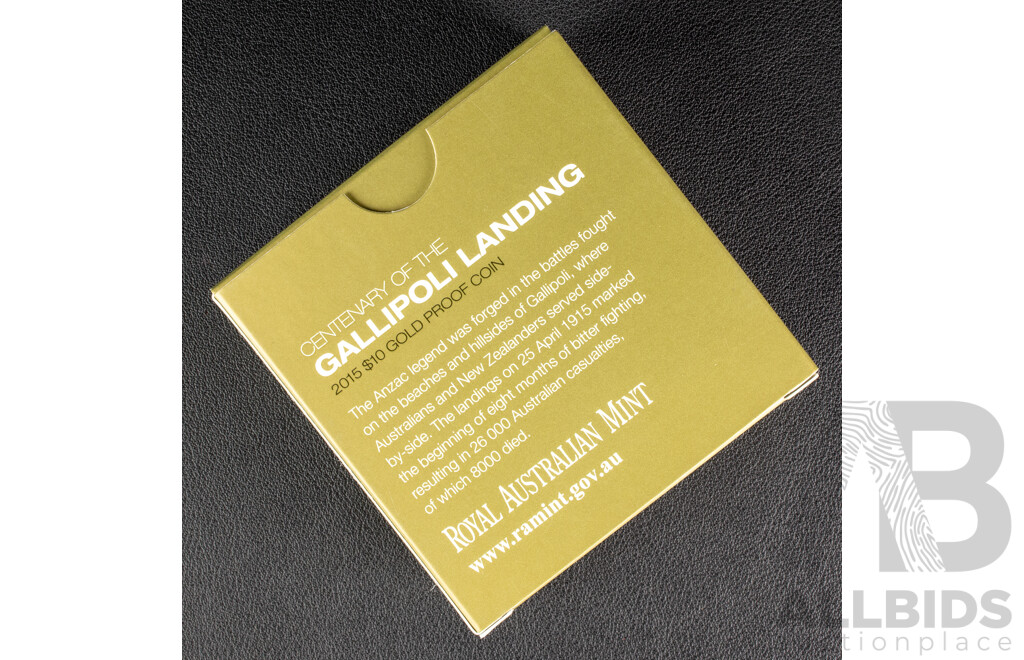 CENTENARY OF THE
GALLIPOLI LANDING
2015 $10 GOLD PROOF COIN
The Anzac legend was forged in the battles fought
on the beaches and hillsides of Gallipoli, where
Australians and New Zealanders served side-
by-side. The landings on 25 April 1915 marked
the beginning of eight months of bitter fighting,
resulting in 26 000 Australian casualties,
of which 8000 died.
ROYAL AUSTRALIAN MINT
www.ramint.gov.au
AB
ALLBIDS
auctionplace